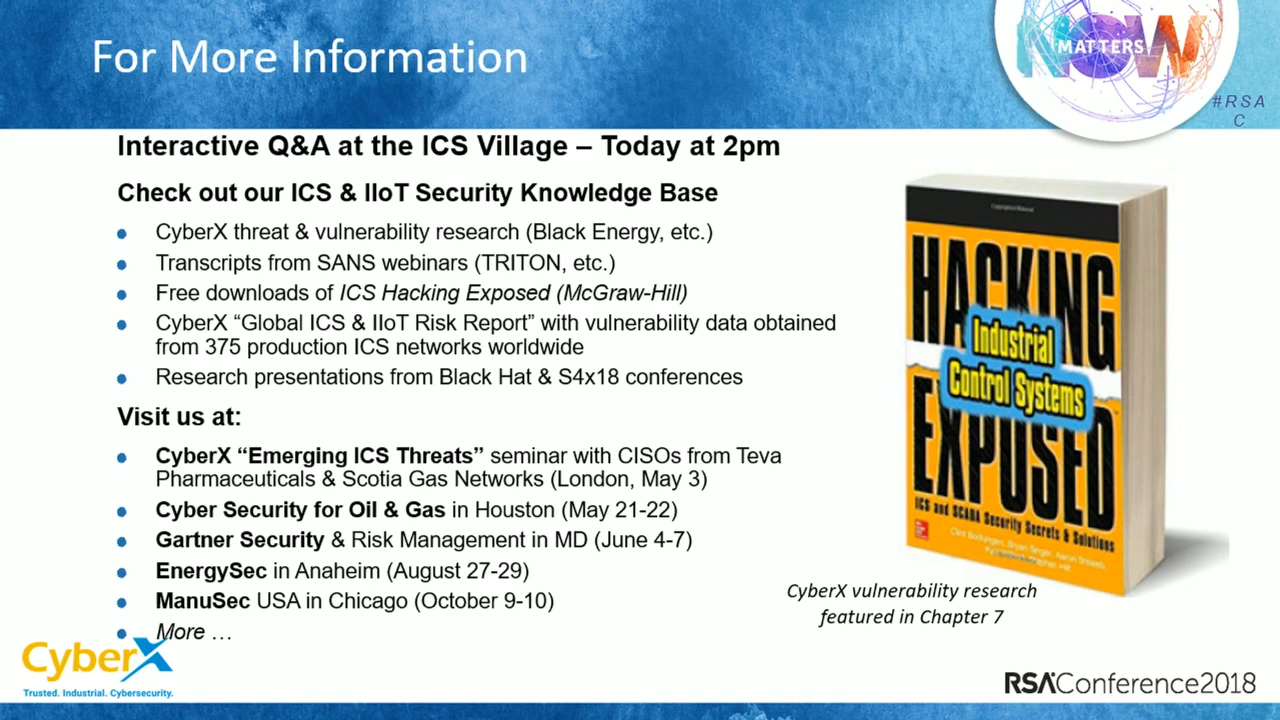 For More Information
NOW
MATTERS
#RSA
C
Interactive Q&A at the ICS Village – Today at 2pm
Check out our ICS & IIoT Security Knowledge Base
CyberX threat & vulnerability research (Black Energy, etc.)
Transcripts from SANS webinars (TRITON, etc.)
Free downloads of ICS Hacking Exposed (McGraw-Hill)
CyberX “Global ICS & IIoT Risk Report” with vulnerability data obtained
from 375 production ICS networks worldwide
Research presentations from Black Hat & S4x18 conferences
Visit us at:
CyberX “Emerging ICS Threats” seminar with CISOs from Teva
Pharmaceuticals & Scotia Gas Networks (London, May 3)
Cyber Security for Oil & Gas in Houston (May 21-22)
Gartner Security & Risk Management in MD (June 4-7)
EnergySec in Anaheim (August 27-29)
ManuSec USA in Chicago (October 9-10)
More …
HACKING
Industrial
Control Systems
EXPOSED
ICS and SCADA Security Secrets & Solutions
CyberX vulnerability research
featured in Chapter 7
CyberX
Trusted. Industrial. Cybersecurity.
RSAConference2018